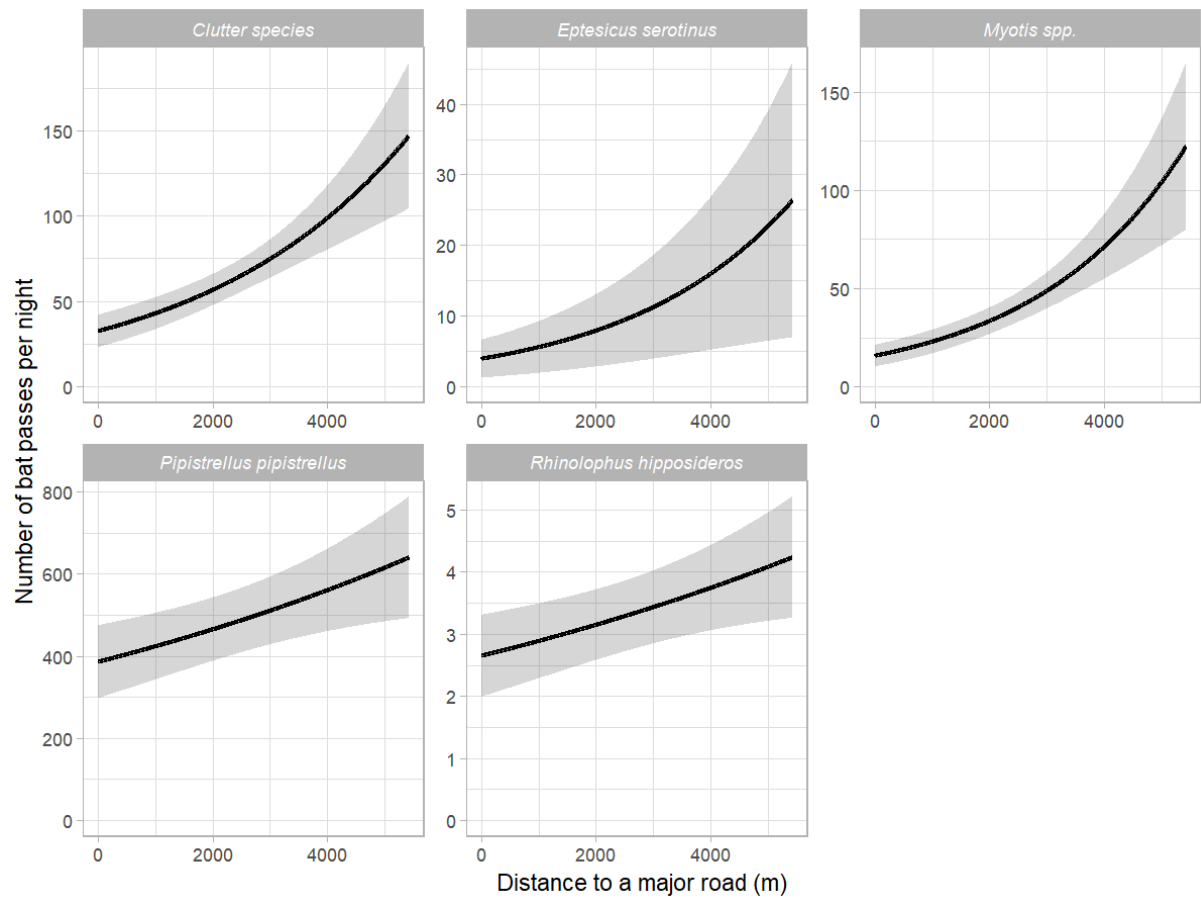 Clutter species
Eptesicus serotinus
Myotis spp.
150
100
50
0
40
30
20
10
0
150
100
50
0
0 2000 4000
0 2000 4000
0 2000 4000
Number of bat passes per night
Pipistrellus pipistrellus
Rhinolophus hipposideros
800
600
400
200
0
5
4
3
2
1
0
0 2000 4000
0 2000 4000
Distance to a major road (m)